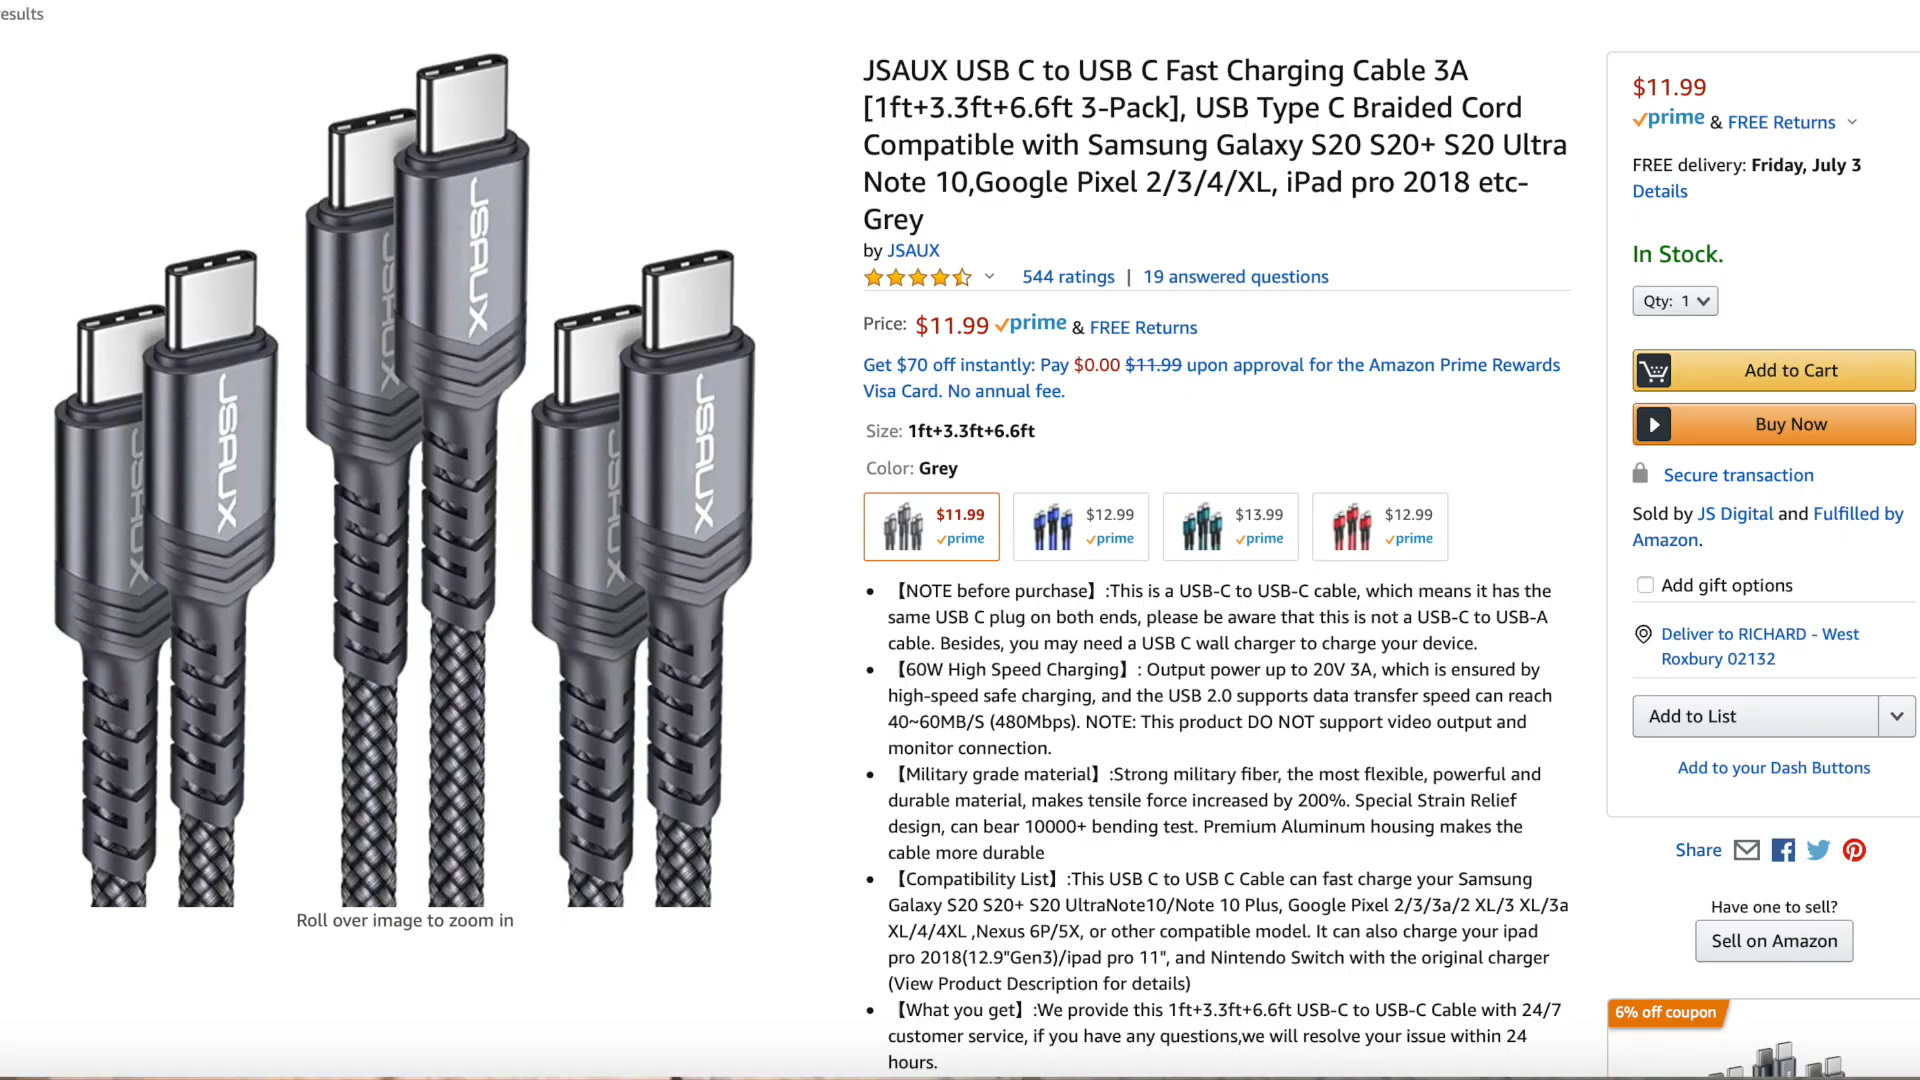 esults
JSAUX
JSAUX
JSAUX
JSAUX
JSAUX
JSAUX
Roll over image to zoom in
JSAUX USB C to USB C Fast Charging Cable 3A
[1ft+3.3ft+6.6ft 3-Pack], USB Type C Braided Cord
Compatible with Samsung Galaxy S20 S20+ S20 Ultra
Note 10,Google Pixel 2/3/4/XL, iPad pro 2018 etc-
Grey
by JSAUX
544 ratings | 19 answered questions
Price: $11.99 prime & FREE Returns
Get $70 off instantly: Pay $0.00 $11.99 upon approval for the Amazon Prime Rewards
Visa Card. No annual fee.
Size: 1ft+3.3ft+6.6ft
Color: Grey
$11.99 $12.99 $13.99 $12.99
prime prime prime prime
• 【NOTE before purchase】:This is a USB-C to USB-C cable, which means it has the
same USB C plug on both ends, please be aware that this is not a USB-C to USB-A
cable. Besides, you may need a USB C wall charger to charge your device.
• 【60W High Speed Charging】: Output power up to 20V 3A, which is ensured by
high-speed safe charging, and the USB 2.0 supports data transfer speed can reach
40~60MB/S (480Mbps). NOTE: This product DO NOT support video output and
monitor connection.
• 【Military grade material】:Strong military fiber, the most flexible, powerful and
durable material, makes tensile force increased by 200%. Special Strain Relief
design, can bear 10000+ bending test. Premium Aluminum housing makes the
cable more durable
• 【Compatibility List】:This USB C to USB C Cable can fast charge your Samsung
Galaxy S20 S20+ S20 UltraNote10/Note 10 Plus, Google Pixel 2/3/3a/2 XL/3 XL/3a
XL/4/4XL ,Nexus 6P/5X, or other compatible model. It can also charge your ipad
pro 2018(12.9"Gen3)/ipad pro 11", and Nintendo Switch with the original charger
(View Product Description for details)
• 【What you get】:We provide this 1ft+3.3ft+6.6ft USB-C to USB-C Cable with 24/7
customer service, if you have any questions,we will resolve your issue within 24
hours.
$11.99
prime & FREE Returns
FREE delivery: Friday, July 3
Details
In Stock.
Qty: 1
Add to Cart
Buy Now
Secure transaction
Sold by JS Digital and Fulfilled by
Amazon.
Add gift options
Deliver to RICHARD - West
Roxbury 02132
Add to List
Add to your Dash Buttons
Share
Have one to sell?
Sell on Amazon
6% off coupon